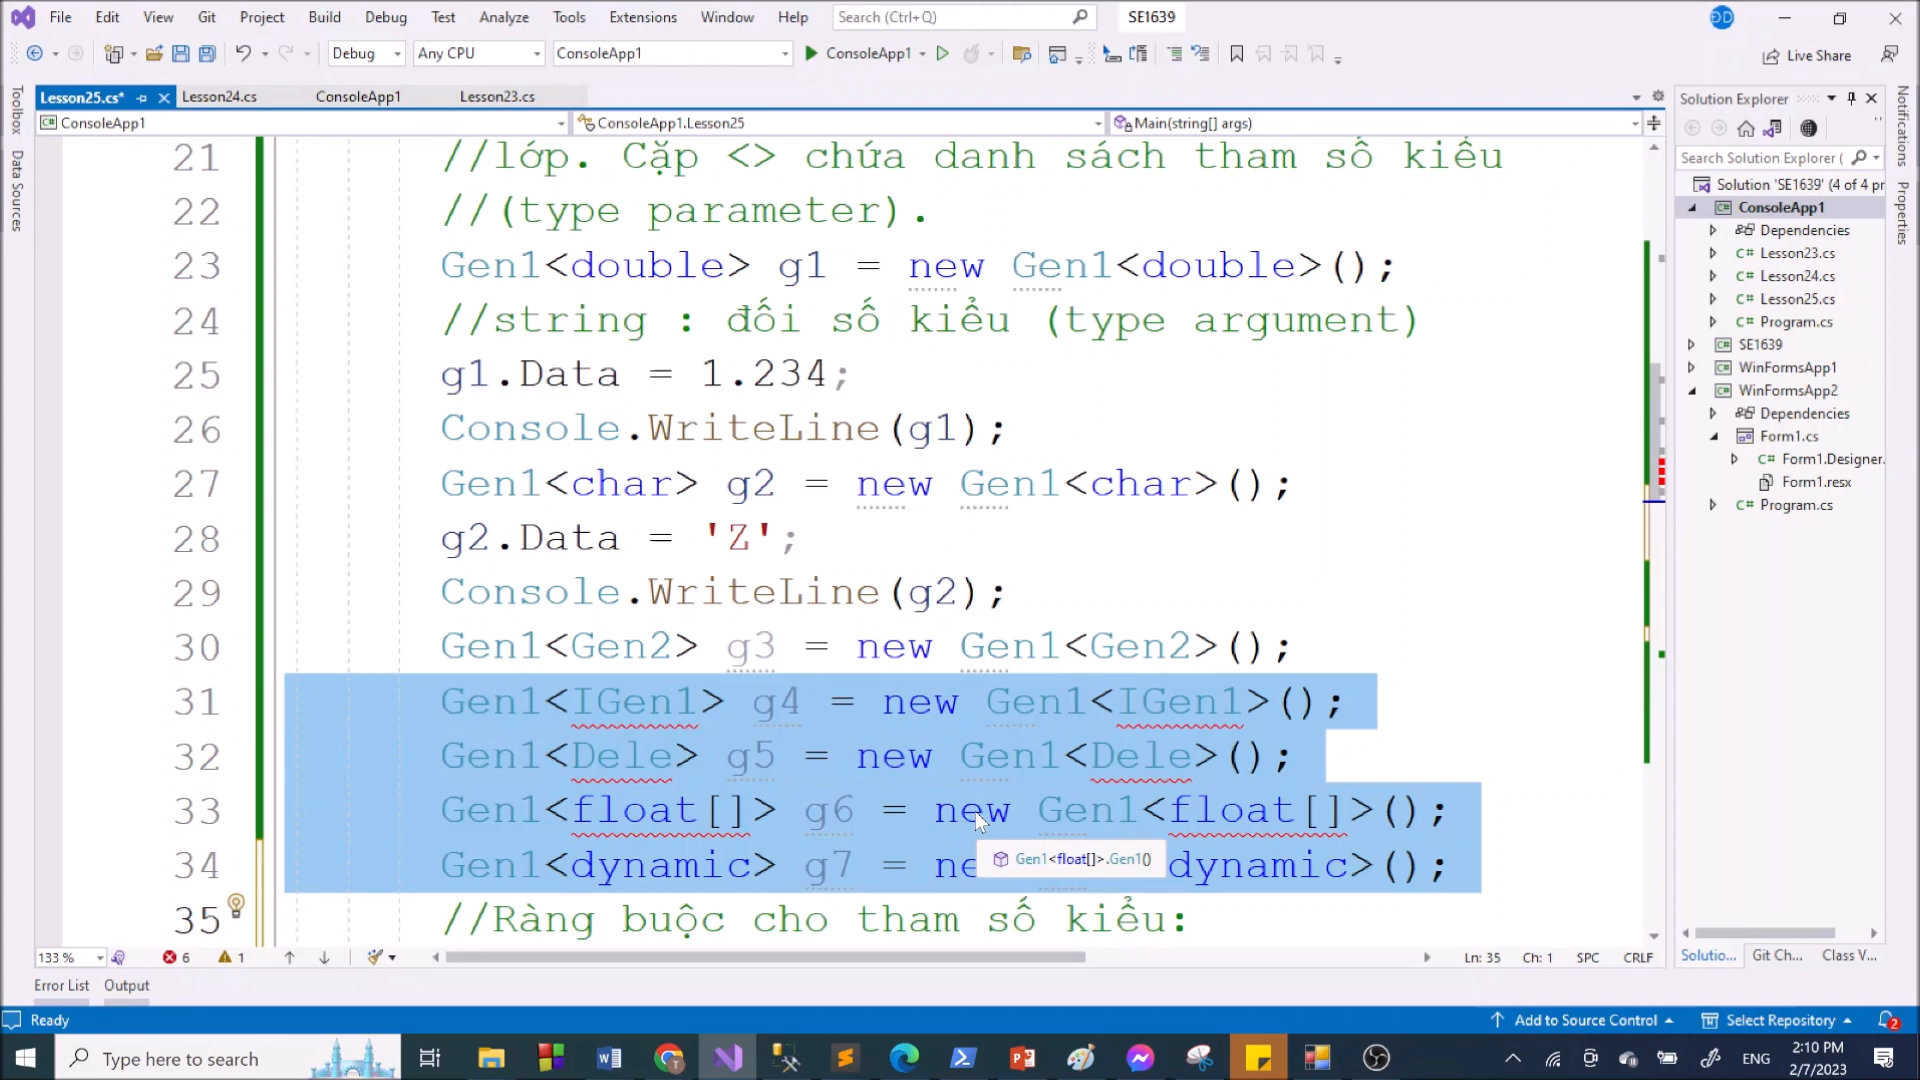 File Edit View Git Project Build Debug Test Analyze Tools Extensions Window Help Search (Ctrl+Q) SE1639
Debug Any CPU ConsoleApp1 ConsoleApp1 Live Share
Lesson25.cs* Lesson24.cs ConsoleApp1 Lesson23.cs
ConsoleApp1 ConsoleApp1.Lesson25 Main(string[] args)
Toolbox
Data Sources
21 //lớp. Cặp <> chứa danh sách tham số kiểu
22 //(type parameter).
23 Gen1<double> g1 = new Gen1<double>();
24 //string : đối số kiểu (type argument)
25 g1.Data = 1.234;
26 Console.WriteLine(g1);
27 Gen1<char> g2 = new Gen1<char>();
28 g2.Data = 'Z';
29 Console.WriteLine(g2);
30 Gen1<Gen2> g3 = new Gen1<Gen2>();
31 Gen1<IGen1> g4 = new Gen1<IGen1>();
32 Gen1<Dele> g5 = new Gen1<Dele>();
33 Gen1<float[]> g6 = new Gen1<float[]>();
Gen1<float[]>.Gen1()
34 Gen1<dynamic> g7 = ne dynamic>();
35 //Ràng buộc cho tham số kiểu:
133 % 6 1 Ln: 35 Ch: 1 SPC CRLF
Solution Explorer
Search Solution Explorer (
Solution 'SE1639' (4 of 4 pr
ConsoleApp1
Dependencies
C# Lesson23.cs
C# Lesson24.cs
C# Lesson25.cs
C# Program.cs
SE1639
WinFormsApp1
WinFormsApp2
Dependencies
Form1.cs
C# Form1.Designer.
Form1.resx
C# Program.cs
Solutio... Git Ch... Class V...
Notifications
Properties
Error List Output
Ready Add to Source Control Select Repository 2
Type here to search ENG 2:10 PM
2/7/2023